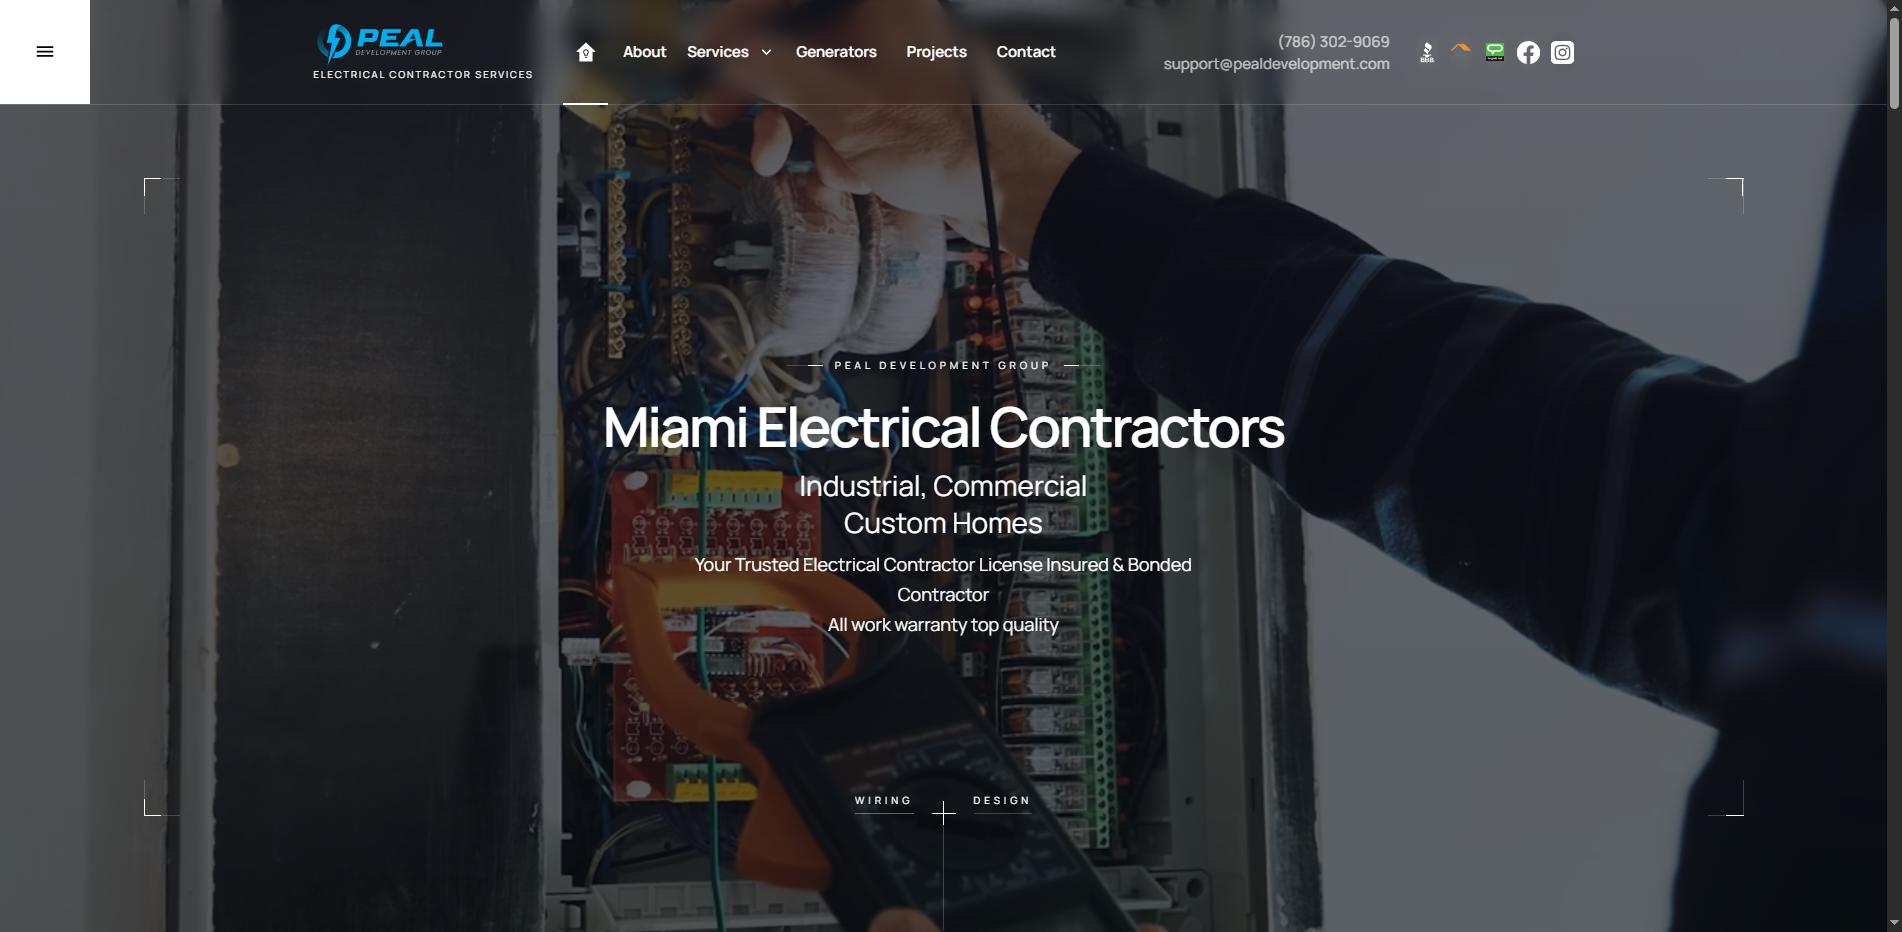 PEAL
DEVELOPMENT GROUP
ELECTRICAL CONTRACTOR SERVICES
About
Services
Generators
Projects
Contact
(786) 302-9069
support@pealdevelopment.com
BBB
PEAL DEVELOPMENT GROUP
Miami Electrical Contractors
Industrial, Commercial
Custom Homes
Your Trusted Electrical Contractor License Insured & Bonded
Contractor
All work warranty top quality
WIRING
DESIGN